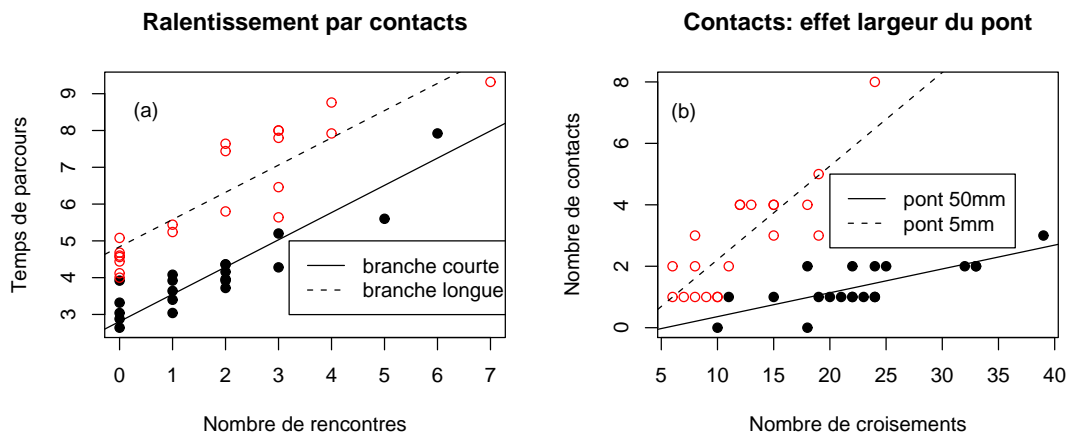 Ralentissement par contacts
Temps de parcours
9
8
7
6
5
4
3
(a)
branche courte
branche longue
0 1 2 3 4 5 6 7
Nombre de rencontres
Contacts: effet largeur du pont
Nombre de contacts
8
6
4
2
0
(b)
pont 50mm
pont 5mm
5 10 15 20 25 30 35 40
Nombre de croisements